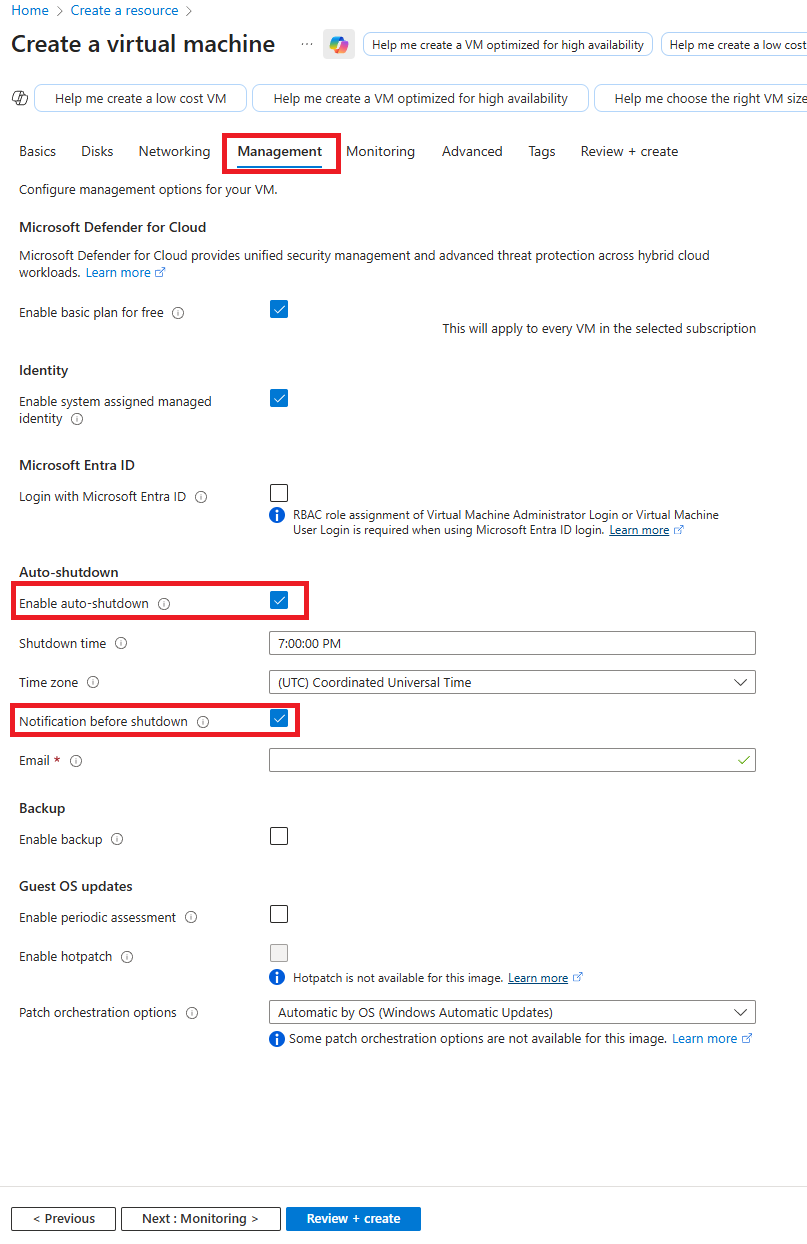 Home > Create a resource >
Create a virtual machine ... Help me create a VM optimized for high availability Help me create a low cost
Help me create a low cost VM Help me create a VM optimized for high availability Help me choose the right VM size
Basics Disks Networking Management Monitoring Advanced Tags Review + create
Configure management options for your VM.
Microsoft Defender for Cloud
Microsoft Defender for Cloud provides unified security management and advanced threat protection across hybrid cloud
workloads. Learn more
Enable basic plan for free
This will apply to every VM in the selected subscription
Identity
Enable system assigned managed
identity
Microsoft Entra ID
Login with Microsoft Entra ID
RBAC role assignment of Virtual Machine Administrator Login or Virtual Machine
User Login is required when using Microsoft Entra ID login. Learn more
Auto-shutdown
Enable auto-shutdown
Shutdown time 7:00:00 PM
Time zone (UTC) Coordinated Universal Time
Notification before shutdown
Email *
Backup
Enable backup
Guest OS updates
Enable periodic assessment
Enable hotpatch
Hotpatch is not available for this image. Learn more
Patch orchestration options Automatic by OS (Windows Automatic Updates)
Some patch orchestration options are not available for this image. Learn more
< Previous Next : Monitoring > Review + create